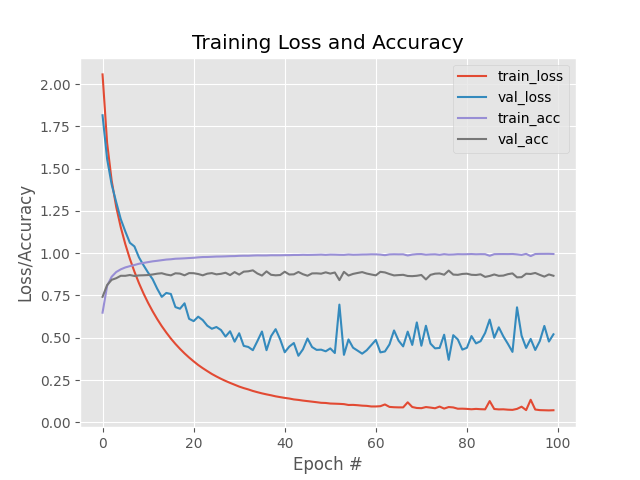 Training Loss and Accuracy
train_loss
val_loss
train_acc
val_acc
2.00
1.75
1.50
1.25
1.00
0.75
0.50
0.25
0.00
Loss/Accuracy
0 20 40 60 80 100
Epoch #